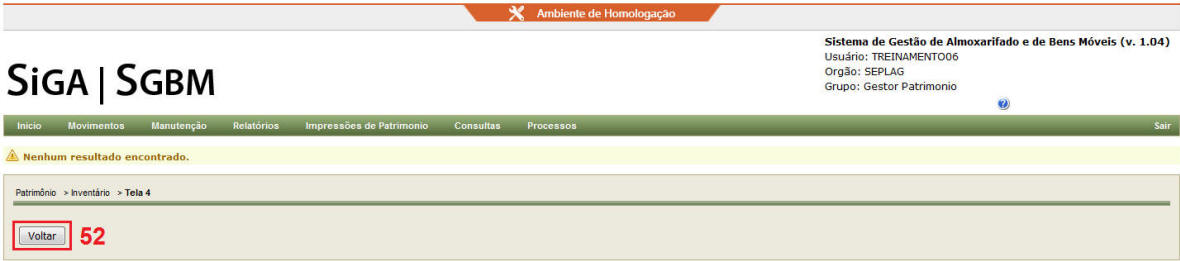 Ambiente de Homologação
Sistema de Gestão de Almoxarifado e de Bens Móveis (v. 1.04)
Usuário: TREINAMENTO06
Orgão: SEPLAG
Grupo: Gestor Patrimonio
?
SIGA | SGBM
Inicio Movimentos Manutenção Relatórios Impressões de Patrimonio Consultas Processos Sair
Nenhum resultado encontrado.
Patrimônio > Inventário > Tela 4
Voltar 52